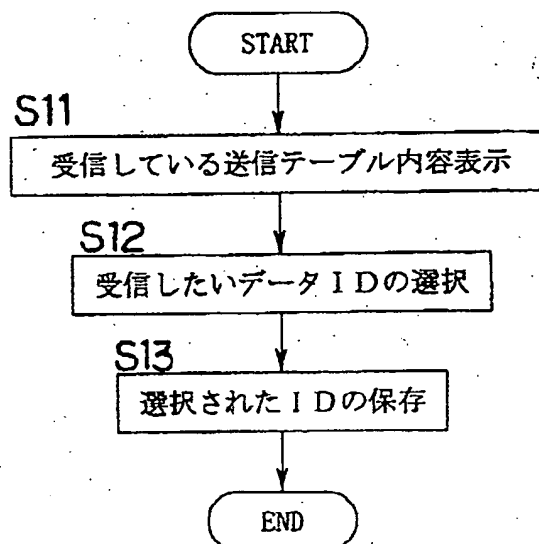 START
S11
受信している送信テーブル内容表示
S12
受信したいデータIDの選択
S13
選択されたIDの保存
END